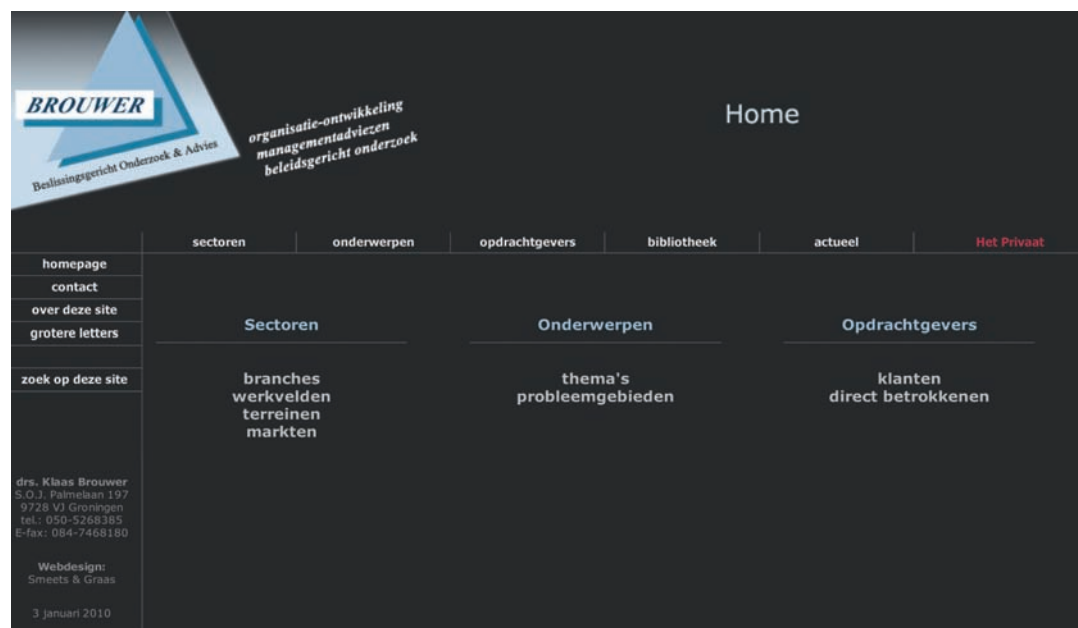 BROUWER
Beslissingsgericht Onderzoek & Advies
organisatie-ontwikkeling
managementadviezen
beleidsgericht onderzoek
Home
sectoren
onderwerpen
opdrachtgevers
bibliotheek
actueel
Het Privaat
homepage
contact
over deze site
grotere letters
zoek op deze site
Sectoren
branches
werkvelden
terreinen
markten
Onderwerpen
thema's
probleemgebieden
Opdrachtgevers
klanten
direct betrokkenen
drs. Klaas Brouwer
S.O.J. Palmelaan 197
9728 VJ Groningen
tel.: 050-5268385
E-fax: 084-7468180
Webdesign:
Smeets & Graas
3 januari 2010